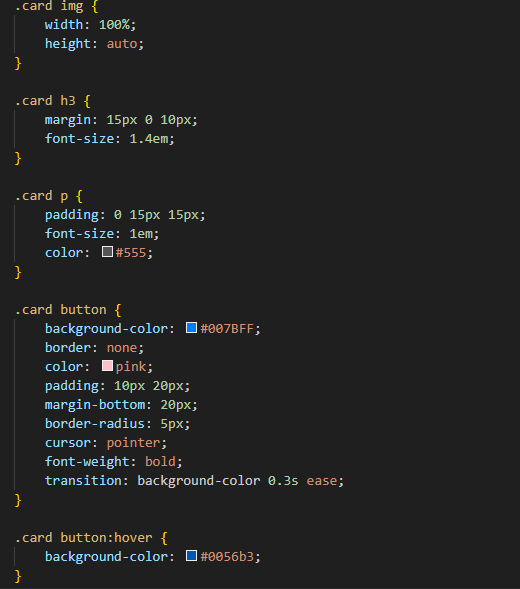 .card img {
    width: 100%;
    height: auto;
}

.card h3 {
    margin: 15px 0 10px;
    font-size: 1.4em;
}

.card p {
    padding: 0 15px 15px;
    font-size: 1em;
    color: #555;
}

.card button {
    background-color: #007BFF;
    border: none;
    color: pink;
    padding: 10px 20px;
    margin-bottom: 20px;
    border-radius: 5px;
    cursor: pointer;
    font-weight: bold;
    transition: background-color 0.3s ease;
}

.card button:hover {
    background-color: #0056b3;
}